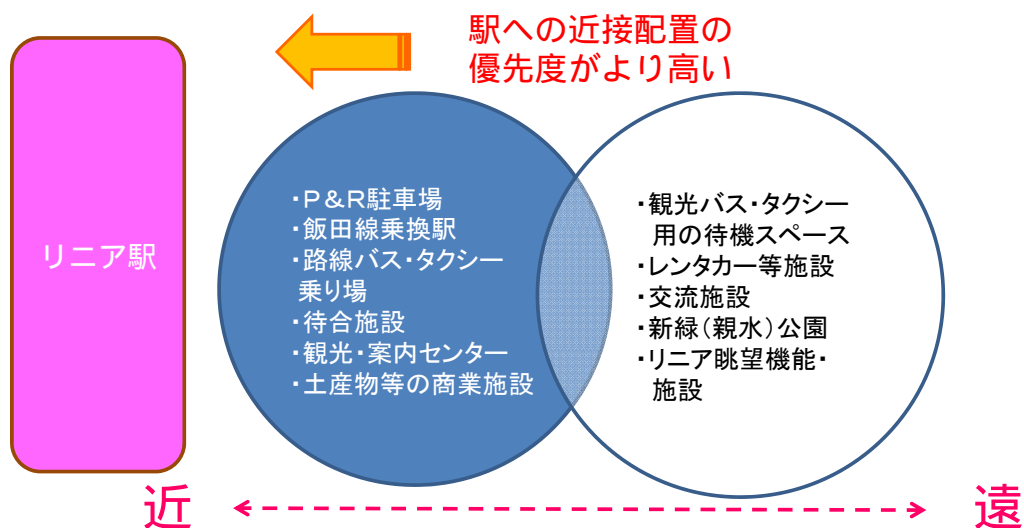 駅への近接配置の
優先度がより高い
リニア駅
・P&R駐車場
・飯田線乗換駅
・路線バス・タクシー
乗り場
・待合施設
・観光・案内センター
・土産物等の商業施設
・観光バス・タクシー
用の待機スペース
・レンタカー等施設
・交流施設
・新緑(親水)公園
・リニア眺望機能・
施設
近
遠